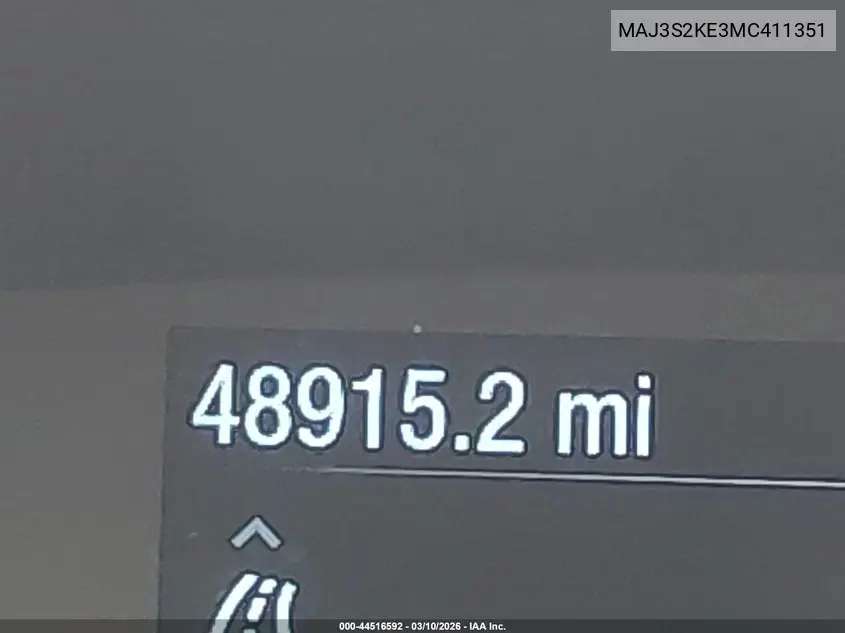 MAJ3S2KE3MC411351
48915.2 mi
000-44516592 - 03/10/2026 - IAA Inc.